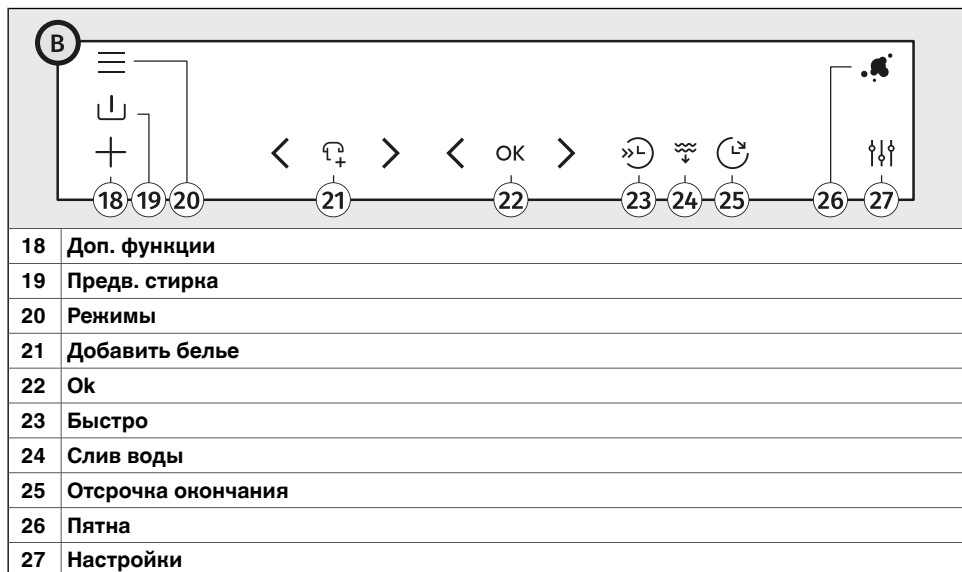 B
OK
18 19 20 21 22 23 24 25 26 27
18 Доп. функции
19 Предв. стирка
20 Режимы
21 Добавить белье
22 Ok
23 Быстро
24 Слив воды
25 Отсрочка окончания
26 Пятна
27 Настройки